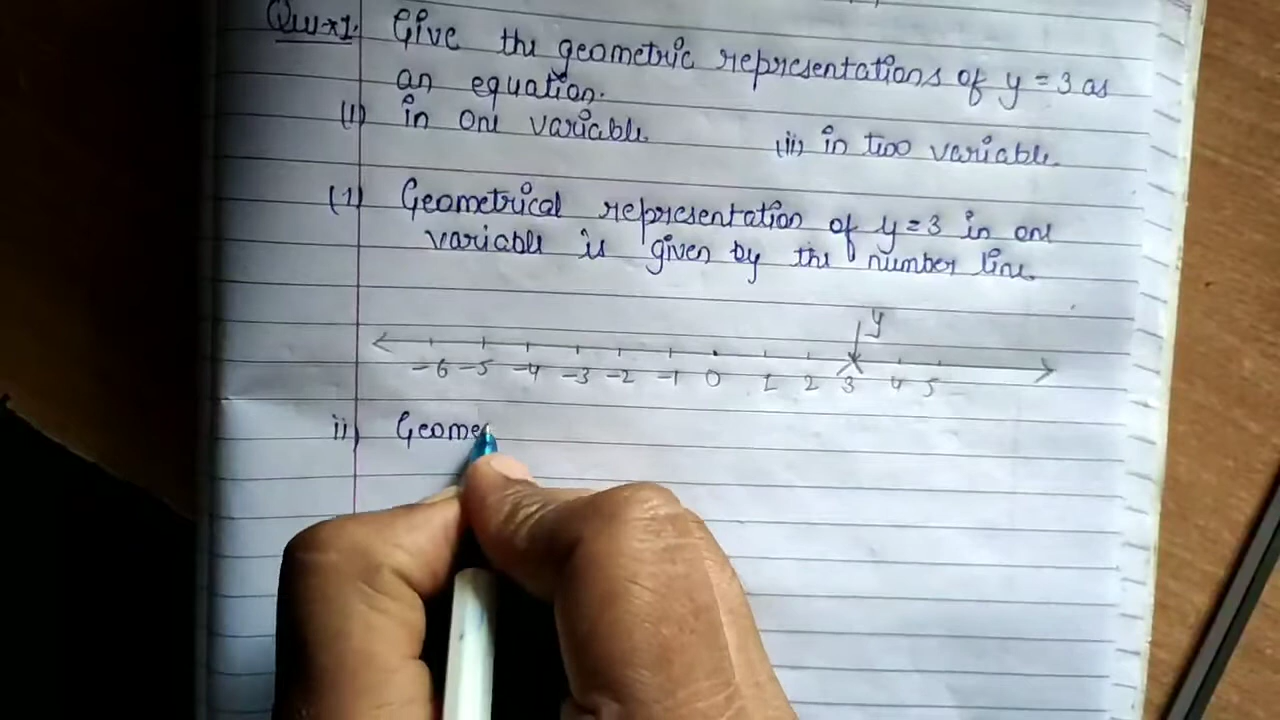 Que*1. Give the geometric representations of y = 3 as
an equation.
(i) in one variable. (ii) in two variable.
(1) Geometrical representation of y=3 in one
variable is given by the number line.
y
-6 -5 -4 -3 -2 -1 0 1 2 3 4 5
ii) Geome